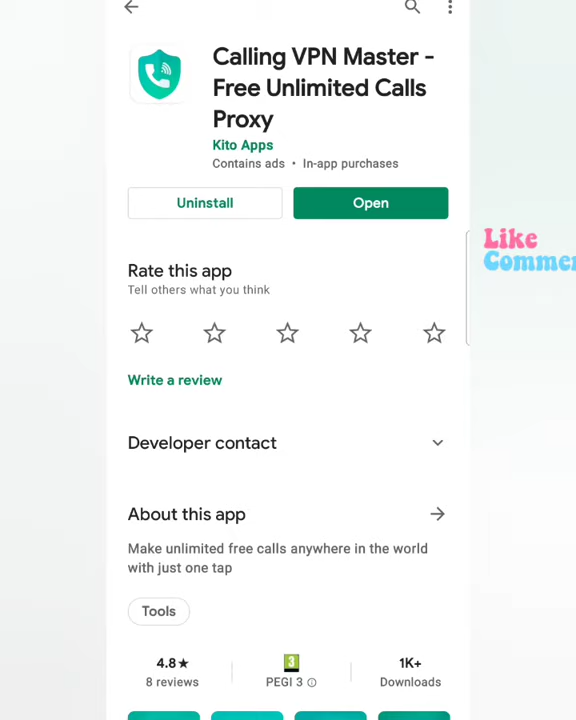 Calling VPN Master -
Free Unlimited Calls
Proxy
Kito Apps
Contains ads • In-app purchases
Uninstall
Open
Like
Rate this app
Tell others what you think
Write a review
Developer contact
About this app
Make unlimited free calls anywhere in the world
with just one tap
Tools
4.8★
3
1K+
8 reviews
PEGI 3
Downloads